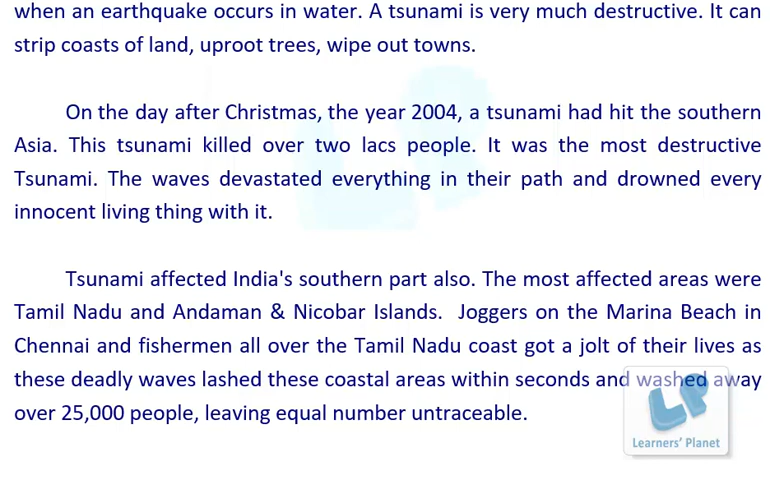 when an earthquake occurs in water. A tsunami is very much destructive. It can
strip coasts of land, uproot trees, wipe out towns.
On the day after Christmas, the year 2004, a tsunami had hit the southern
Asia. This tsunami killed over two lacs people. It was the most destructive
Tsunami. The waves devastated everything in their path and drowned every
innocent living thing with it.
Tsunami affected India's southern part also. The most affected areas were
Tamil Nadu and Andaman & Nicobar Islands. Joggers on the Marina Beach in
Chennai and fishermen all over the Tamil Nadu coast got a jolt of their lives as
these deadly waves lashed these coastal areas within seconds and washed away
over 25,000 people, leaving equal number untraceable.
LP
Learners' Planet